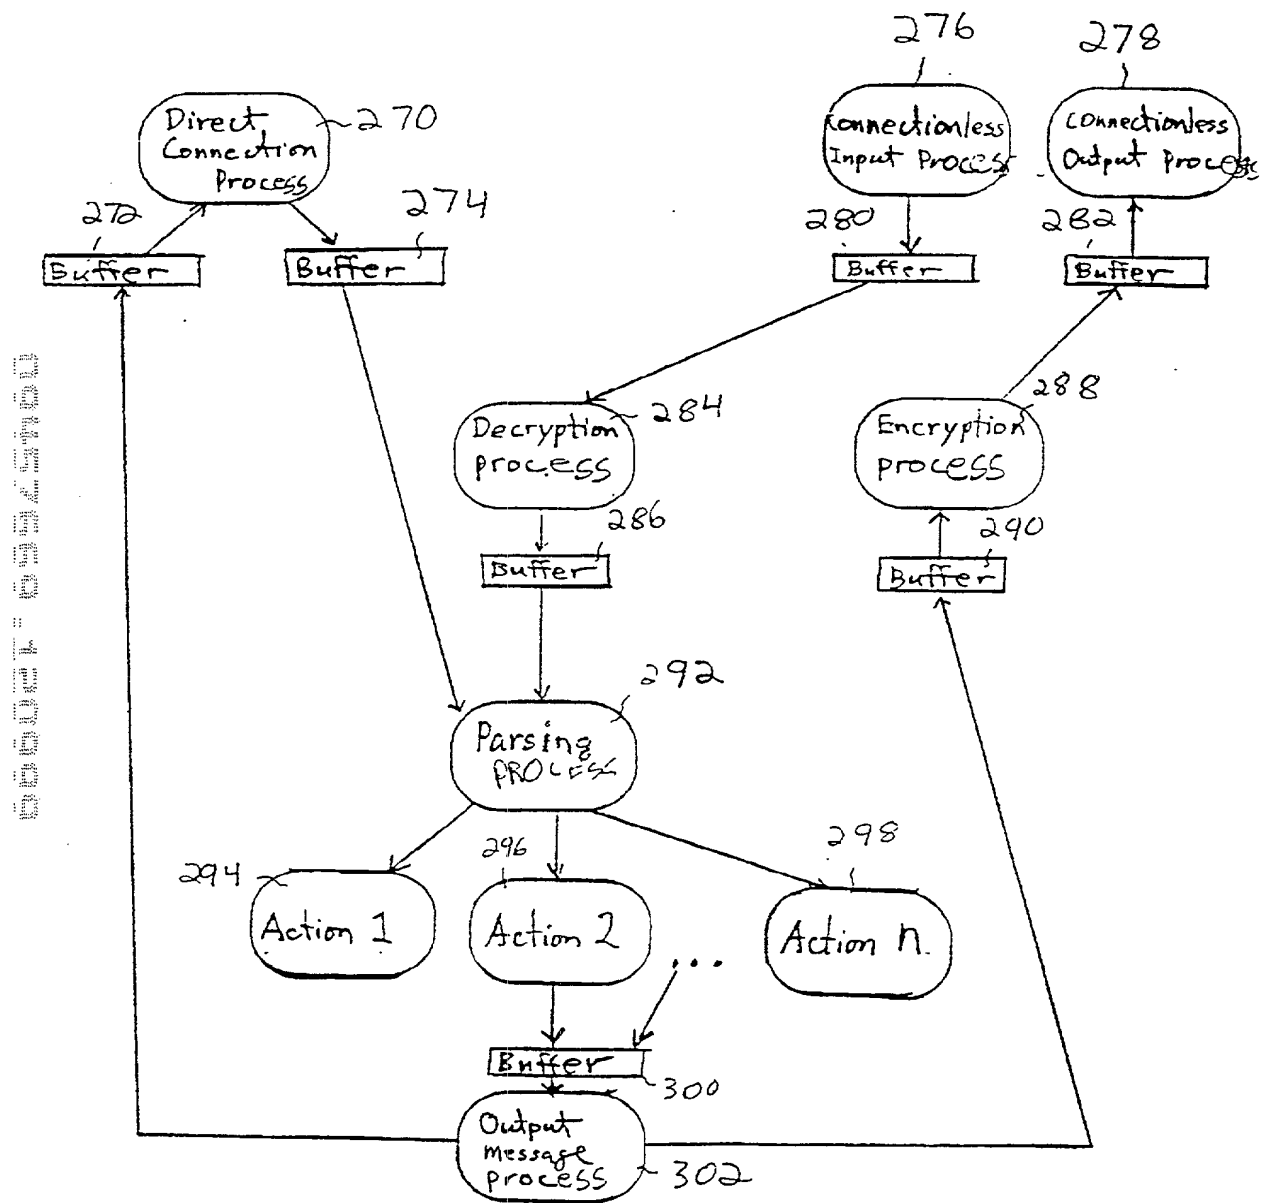 276
278
Direct
Connection
Process
270
Connectionless
Input Process
Connectionless
Output Process
272
274
280
282
Buffer
Buffer
Buffer
Buffer
Decryption
process
284
Encryption
process
288
286
290
Buffer
Buffer
292
Parsing
PROCESS
294
296
298
Action 1
Action 2
Action n
...
Buffer
300
Output
message
process
302